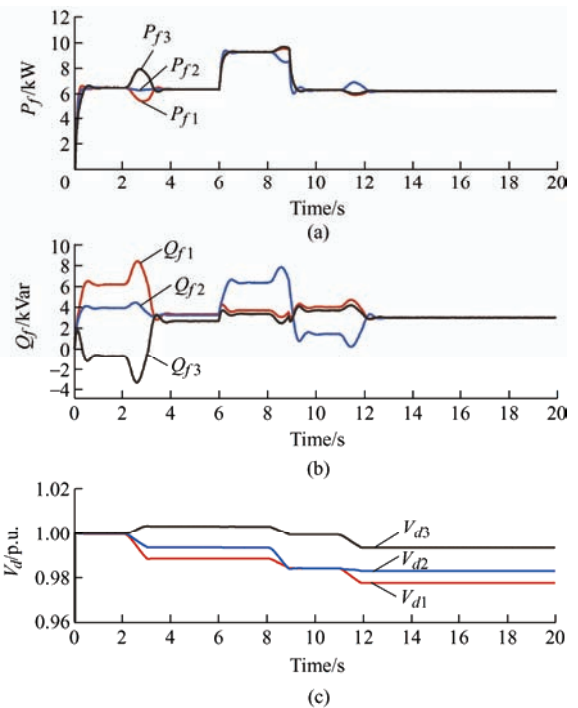 12
10
P_f3
8
P_f2
6
P_f/kW
4
P_f1
2
0 2 4 6 8 10 12 14 16 18 20
Time/s
(a)
10
Q_f1
8
6
Q_f2
4
Q_f/kVar
2
0
−2
Q_f3
−4
0 2 4 6 8 10 12 14 16 18 20
Time/s
(b)
1.02
1.00
V_d3
V_d/p.u.
0.98
V_d2
V_d1
0.96
0 2 4 6 8 10 12 14 16 18 20
Time/s
(c)